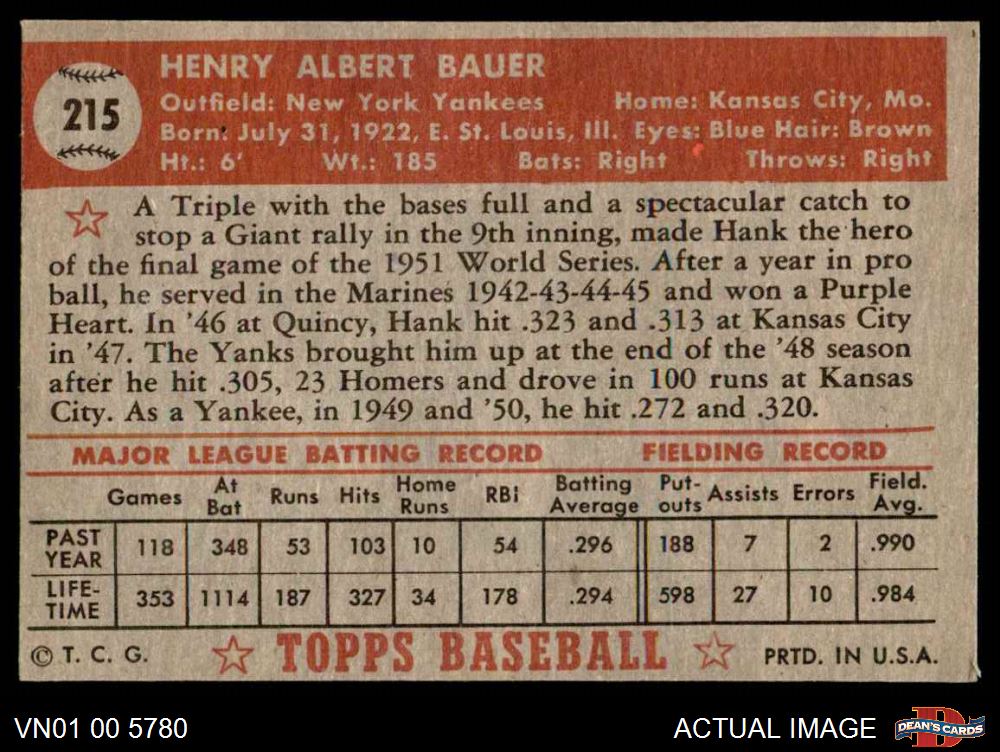 HENRY ALBERT BAUER
215
Outfield: New York Yankees Home: Kansas City, Mo.
Born: July 31, 1922, E. St. Louis, Ill. Eyes: Blue Hair: Brown
Ht.: 6' Wt.: 185 Bats: Right Throws: Right
A Triple with the bases full and a spectacular catch to
stop a Giant rally in the 9th inning, made Hank the hero
of the final game of the 1951 World Series. After a year in pro
ball, he served in the Marines 1942-43-44-45 and won a Purple
Heart. In '46 at Quincy, Hank hit .323 and .313 at Kansas City
in '47. The Yanks brought him up at the end of the '48 season
after he hit .305, 23 Homers and drove in 100 runs at Kansas
City. As a Yankee, in 1949 and '50, he hit .272 and .320.
MAJOR LEAGUE BATTING RECORD FIELDING RECORD
Games At Bat Runs Hits Home Runs RBI Batting Average Put-outs Assists Errors Field. Avg.
PAST YEAR 118 348 53 103 10 54 .296 188 7 2 .990
LIFE-TIME 353 1114 187 327 34 178 .294 598 27 10 .984
© T. C. G. TOPPS BASEBALL PRTD. IN U.S.A.
VN01 00 5780 ACTUAL IMAGE D DEAN'S CARDS